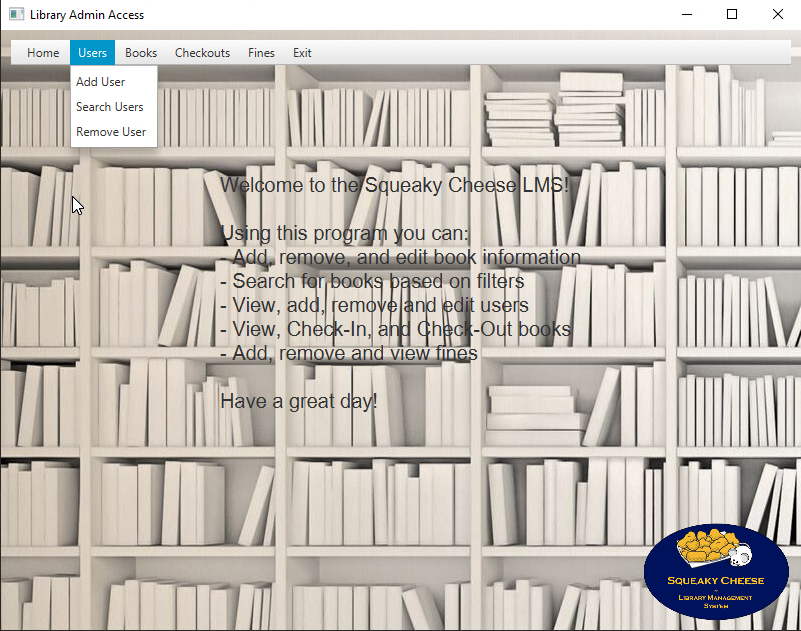 Library Admin Access
Home Users Books Checkouts Fines Exit
Add User
Search Users
Remove User
Welcome to the Squeaky Cheese LMS!
Using this program you can:
- Add, remove, and edit book information
- Search for books based on filters
- View, add, remove and edit users
- View, Check-In, and Check-Out books
- Add, remove and view fines
Have a great day!
Squeaky Cheese
-
Library Management
System